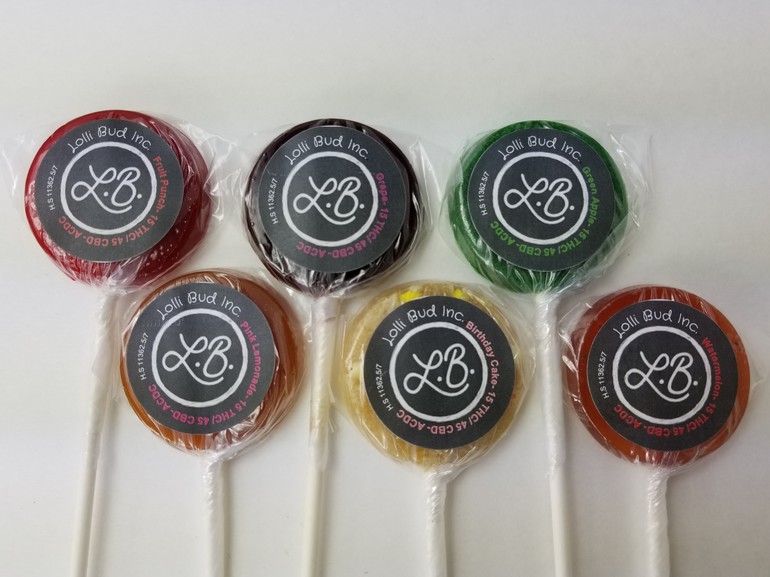 Lolli Bud Inc.
L.B.
H.S 11362.5/7
Fruit Punch- 15 THC/ 45 CBD- ACDC
Lolli Bud Inc.
L.B.
H.S 11362.5/7
Grape- 15 THC/ 45 CBD- ACDC
Lolli Bud Inc.
L.B.
H.S 11362.5/7
Green Apple- 15 THC/ 45 CBD- ACDC
Lolli Bud Inc.
L.B.
H.S 11362.5/7
Pink Lemonade- 15 THC/ 45 CBD- ACDC
Lolli Bud Inc.
L.B.
H.S 11362.5/7
Birthday Cake- 15 THC/ 45 CBD- ACDC
Lolli Bud Inc.
L.B.
H.S 11362.5/7
Watermelon- 15 THC/ 45 CBD- ACDC